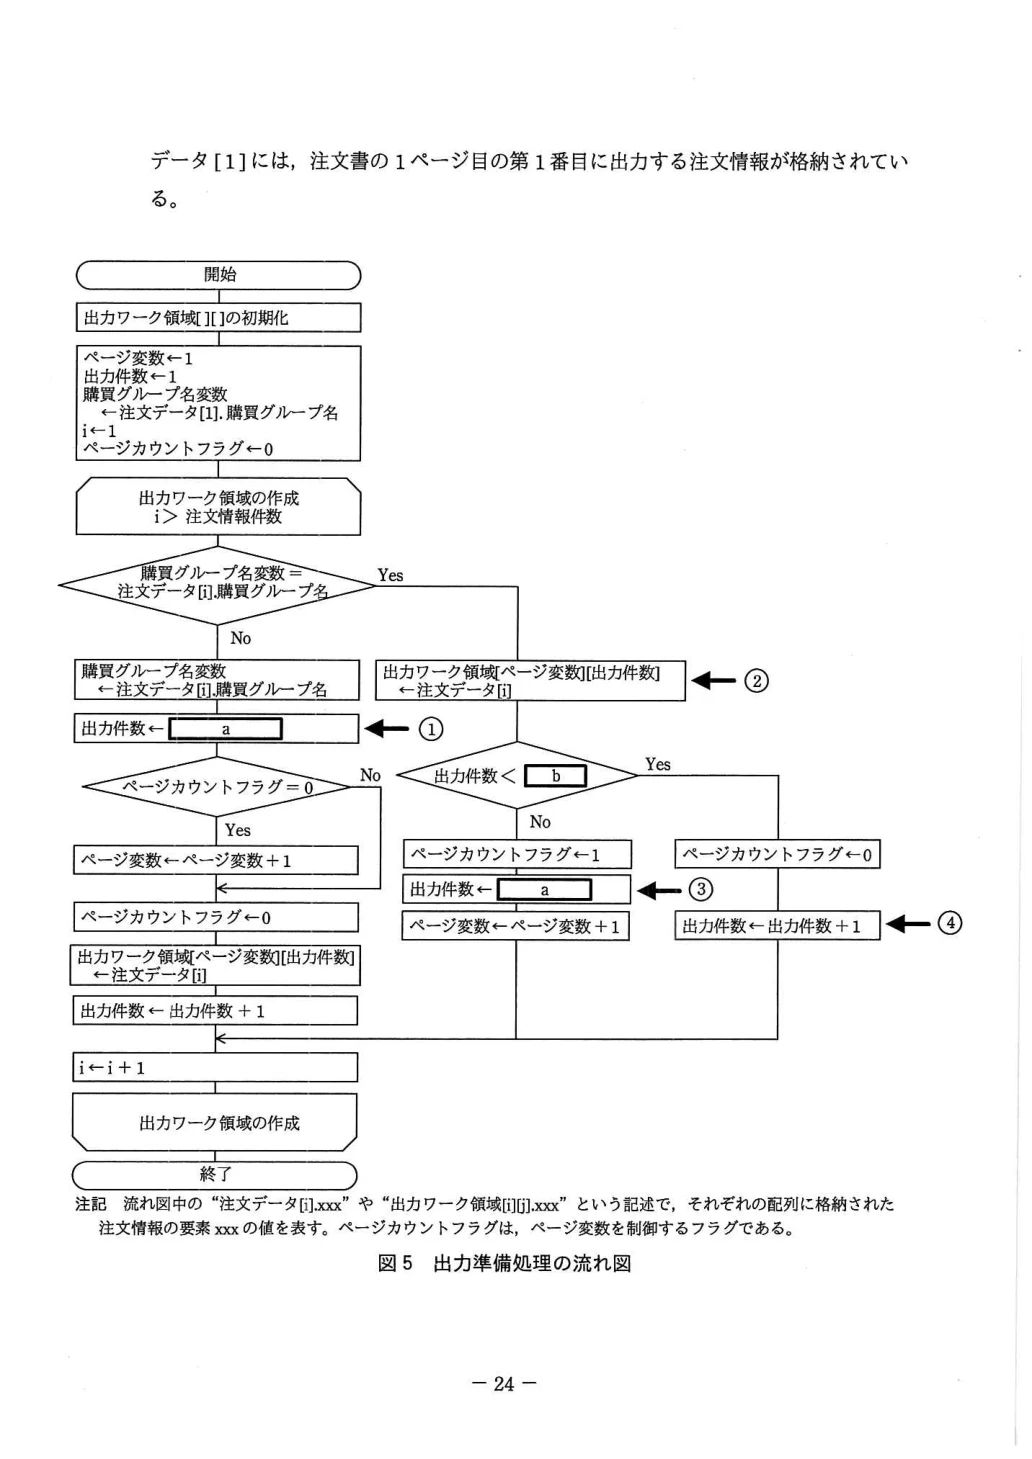 データ[1]には，注文書の1ページ目の第1番目に出力する注文情報が格納されてい
る。
開始
出力ワーク領域[ ][ ]の初期化
ページ変数←1
出力件数←1
購買グループ名変数
←注文データ[1].購買グループ名
i←1
ページカウントフラグ←0
出力ワーク領域の作成
i＞ 注文情報件数
購買グループ名変数＝
注文データ[i].購買グループ名
Yes
No
購買グループ名変数
←注文データ[i].購買グループ名
出力ワーク領域[ページ変数][出力件数]
←注文データ[i]
②
出力件数← a
①
ページカウントフラグ＝0
No
Yes
出力件数＜ b
Yes
No
ページ変数←ページ変数＋1
ページカウントフラグ←1
ページカウントフラグ←0
出力件数← a
③
ページカウントフラグ←0
ページ変数←ページ変数＋1
出力件数←出力件数＋1
④
出力ワーク領域[ページ変数][出力件数]
←注文データ[i]
出力件数← 出力件数 ＋1
i←i＋1
出力ワーク領域の作成
終了
注記　流れ図中の“注文データ[i].xxx”や“出力ワーク領域[i][j].xxx”という記述で，それぞれの配列に格納された
注文情報の要素 xxx の値を表す。ページカウントフラグは，ページ変数を制御するフラグである。
図5　出力準備処理の流れ図
－ 24 －